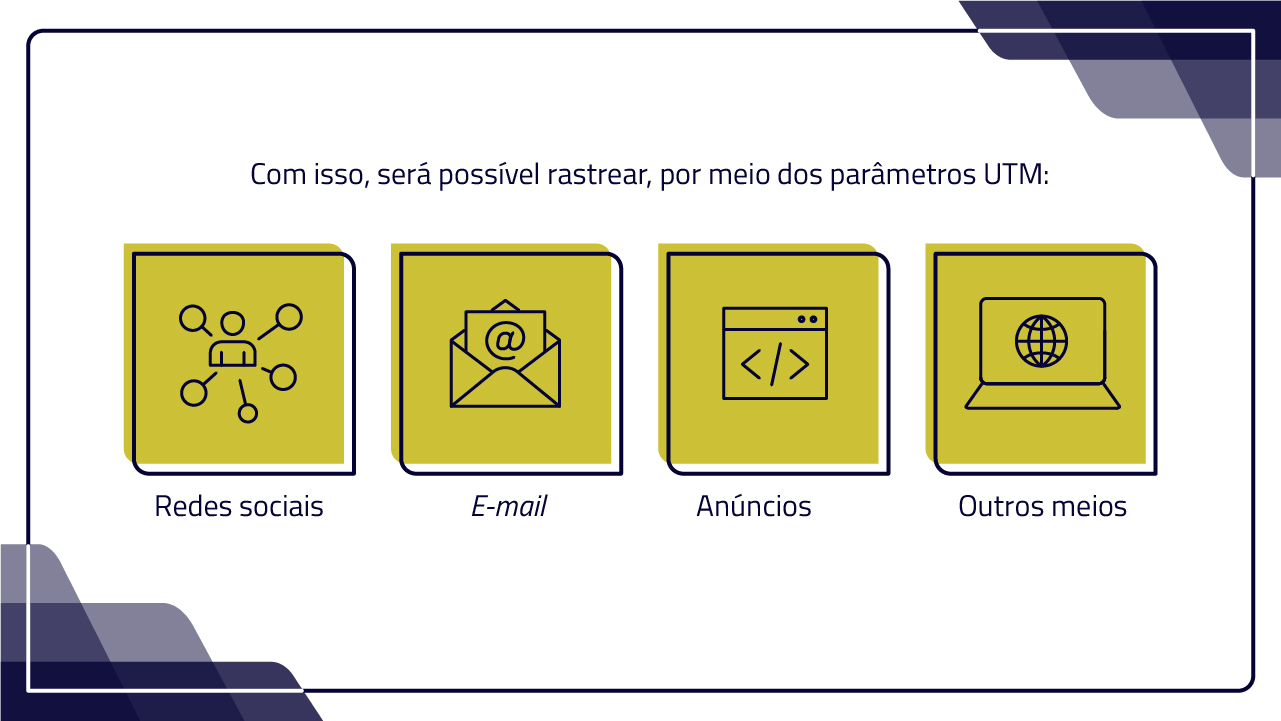 Com isso, será possível rastrear, por meio dos parâmetros UTM:
@
</>
Redes sociais
E-mail
Anúncios
Outros meios